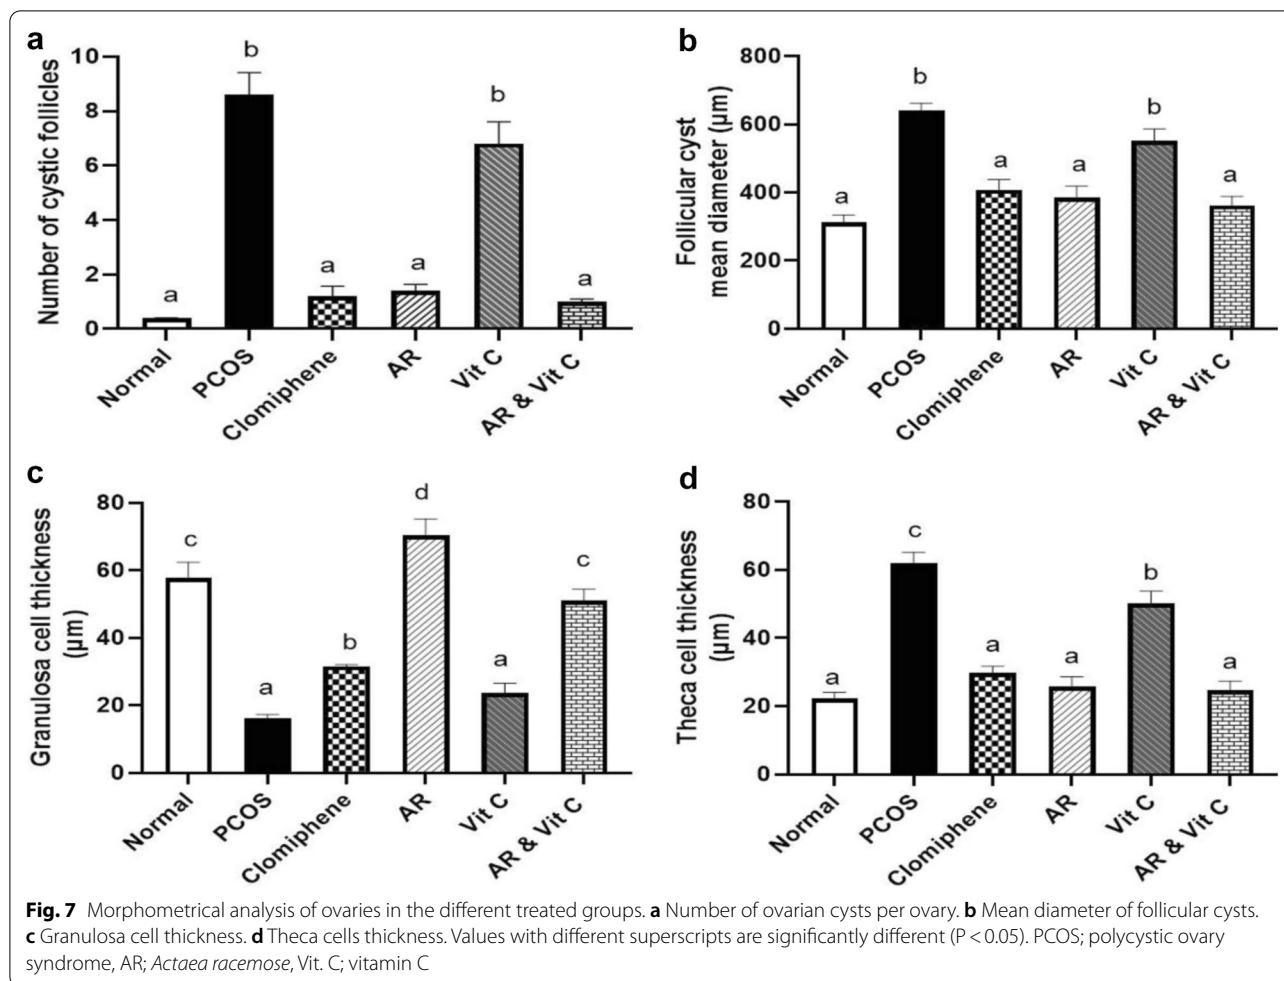 a
Number of cystic follicles
10
8
6
4
2
0
a
b
a
a
b
a
Normal
PCOS
Clomiphene
AR
Vit C
AR & Vit C
b
Follicular cyst
mean diameter (µm)
800
600
400
200
0
a
b
a
a
b
a
Normal
PCOS
Clomiphene
AR
Vit C
AR & Vit C
c
Granulosa cell thickness
(µm)
80
60
40
20
0
c
a
b
d
a
c
Normal
PCOS
Clomiphene
AR
Vit C
AR & Vit C
d
Theca cell thickness
(µm)
80
60
40
20
0
a
c
a
a
b
a
Normal
PCOS
Clomiphene
AR
Vit C
AR & Vit C
Fig. 7 Morphometrical analysis of ovaries in the different treated groups. a Number of ovarian cysts per ovary. b Mean diameter of follicular cysts.
c Granulosa cell thickness. d Theca cells thickness. Values with different superscripts are significantly different (P < 0.05). PCOS; polycystic ovary
syndrome, AR; Actaea racemose, Vit. C; vitamin C